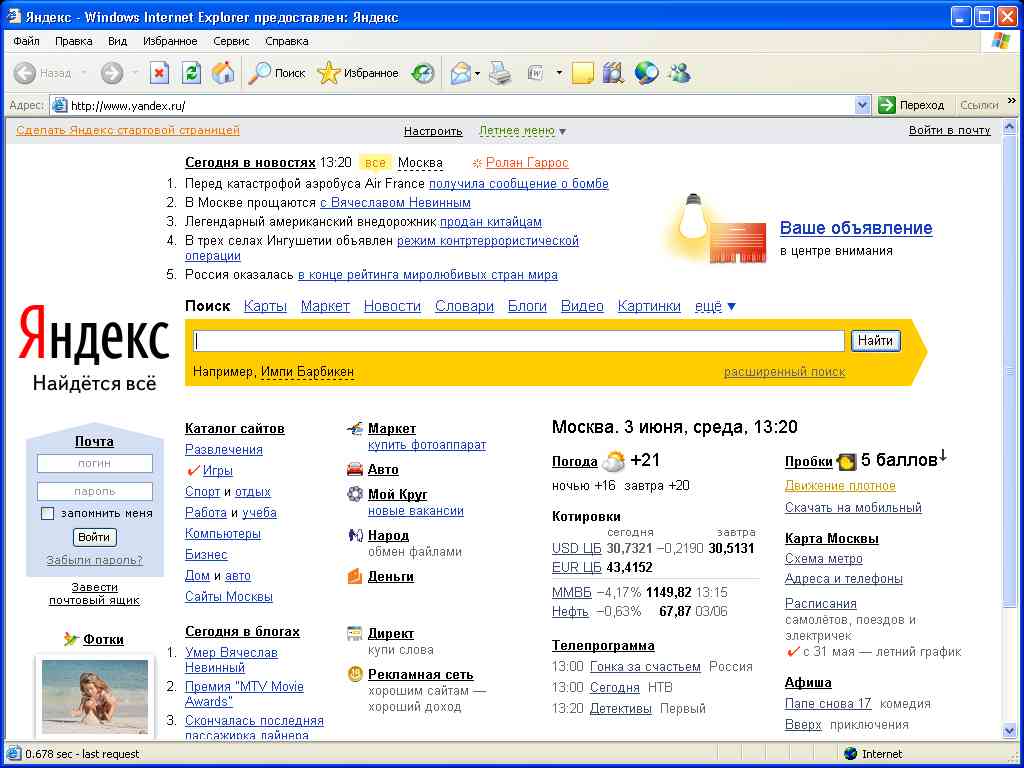 Яндекс - Windows Internet Explorer предоставлен: Яндекс
Файл Правка Вид Избранное Сервис Справка
Назад Поиск Избранное
Адрес: http://www.yandex.ru/ Переход Ссылки »
Сделать Яндекс стартовой страницей Настроить Летнее меню ▼ Войти в почту
Сегодня в новостях 13:20 все Москва Ролан Гаррос
1. Перед катастрофой аэробуса Air France получила сообщение о бомбе
2. В Москве прощаются с Вячеславом Невинным
3. Легендарный американский внедорожник продан китайцам
4. В трех селах Ингушетии объявлен режим контртеррористической
операции
5. Россия оказалась в конце рейтинга миролюбивых стран мира
Ваше объявление
в центре внимания
Яндекс
Найдётся всё
Поиск Карты Маркет Новости Словари Блоги Видео Картинки ещё ▼
Найти
Например, Импи Барбикен расширенный поиск
Почта
логин
пароль
запомнить меня
Войти
Забыли пароль?
Завести
почтовый ящик
Фотки
Каталог сайтов
Развлечения
Игры
Спорт и отдых
Работа и учеба
Компьютеры
Бизнес
Дом и авто
Сайты Москвы
Сегодня в блогах
1. Умер Вячеслав
Невинный
2. Премия "MTV Movie
Awards"
3. Скончалась последняя
пассажирка лайнера
Маркет
купить фотоаппарат
Авто
Мой Круг
новые вакансии
Народ
обмен файлами
Деньги
Директ
купи слова
Рекламная сеть
хорошим сайтам —
хороший доход
Москва. 3 июня, среда, 13:20
Погода +21
ночью +16 завтра +20
Котировки
сегодня завтра
USD ЦБ 30,7321 −0,2190 30,5131
EUR ЦБ 43,4152
ММВБ −4,17% 1149,82 13:15
Нефть −0,63% 67,87 03/06
Телепрограмма
13:00 Гонка за счастьем Россия
13:00 Сегодня НТВ
13:20 Детективы Первый
Пробки 5 баллов↓
Движение плотное
Скачать на мобильный
Карта Москвы
Схема метро
Адреса и телефоны
Расписания
самолётов, поездов и
электричек
с 31 мая — летний график
Афиша
Папе снова 17 комедия
Вверх приключения
0.678 sec - last request Internet